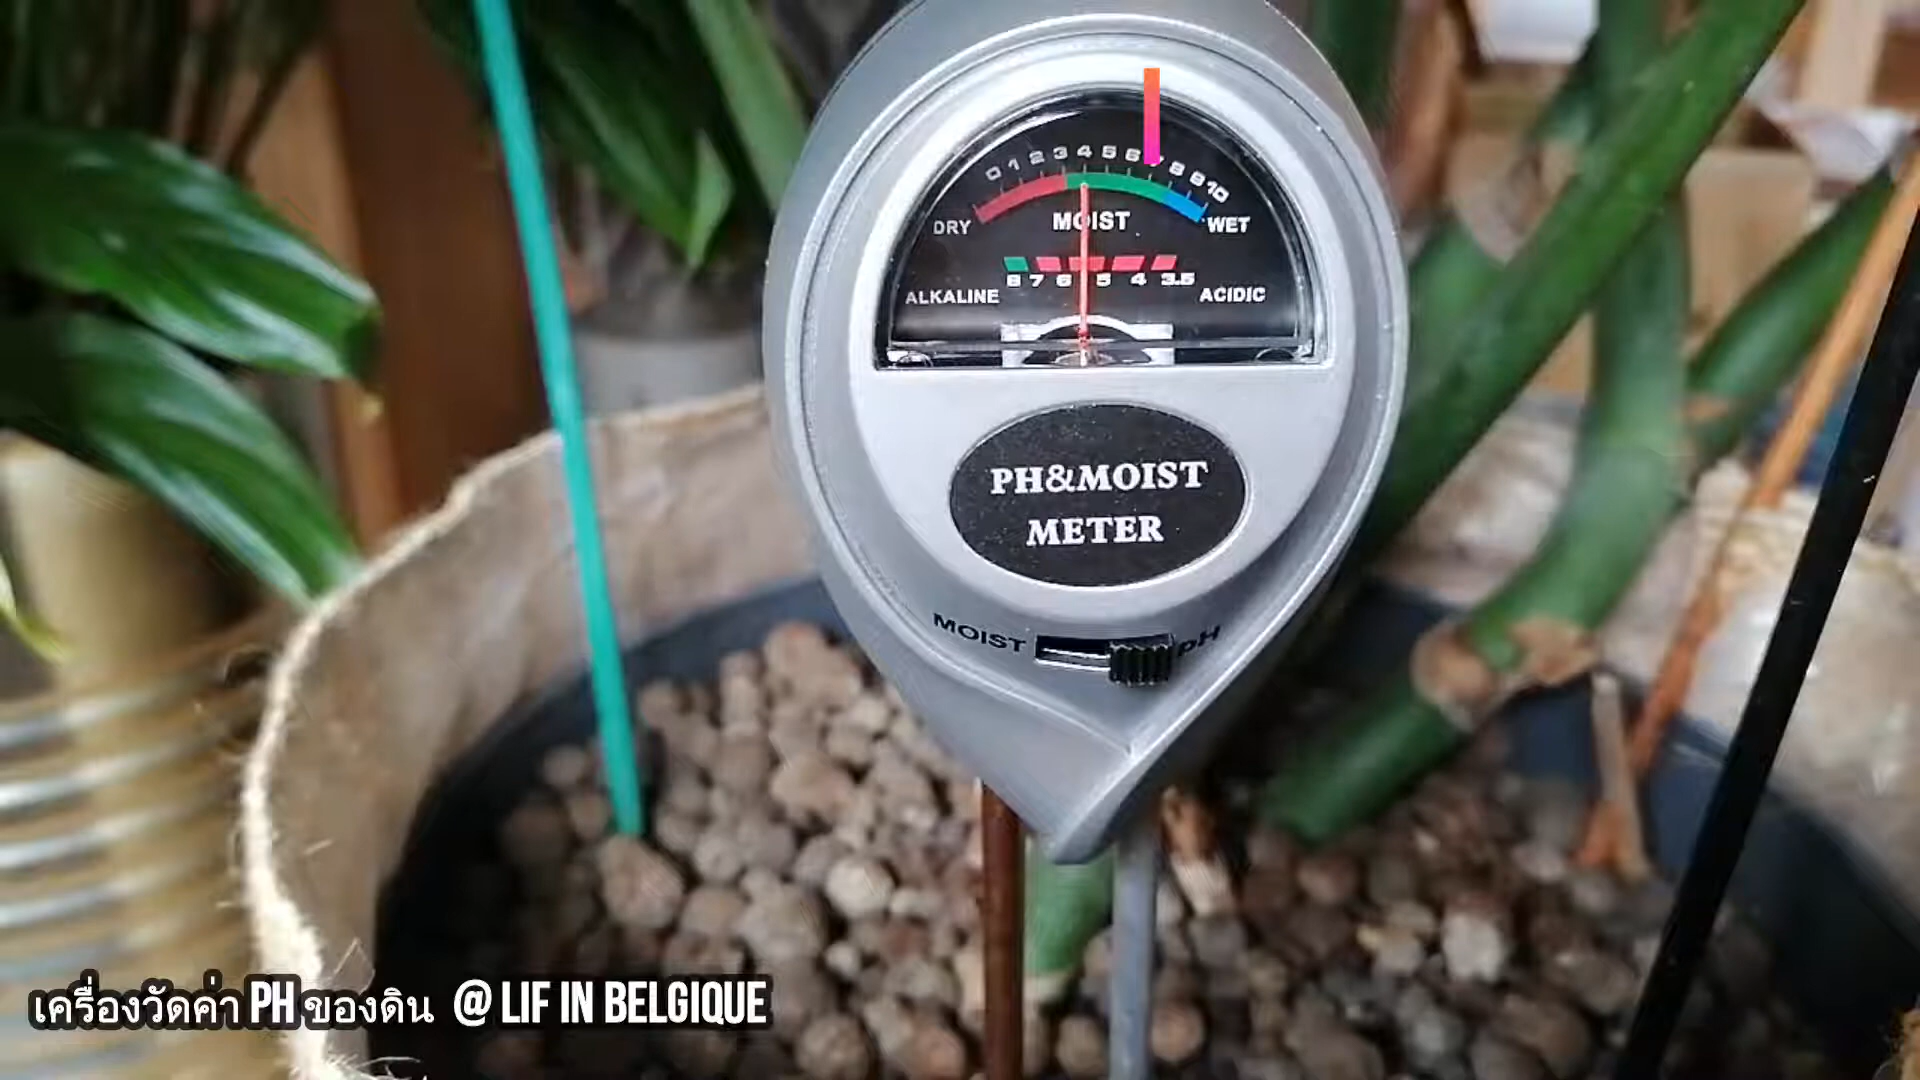 0 1 2 3 4 5 6 7 8 9 10
DRY MOIST WET
8 7 6 5 4 3.5
ALKALINE ACIDIC
PH&MOIST
METER
MOIST pH
เครื่องวัดค่า PH ของดิน @ LIF IN BELGIQUE